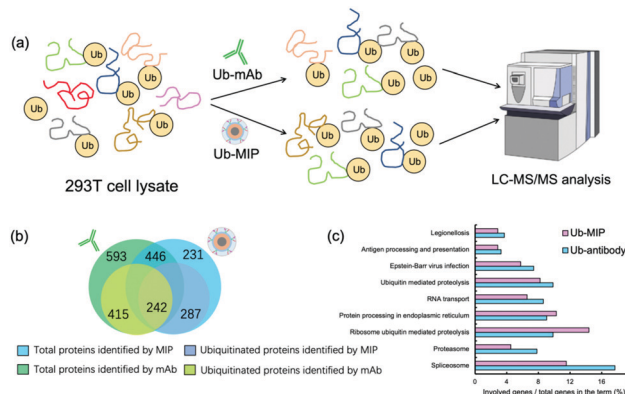 (a)
Ub
Ub
Ub
Ub
Ub
Ub
Ub
293T cell lysate
Ub-mAb
Ub-MIP
Ub
Ub
Ub
Ub
Ub
Ub
Ub
Ub
Ub
Ub
LC-MS/MS analysis
(b)
593
446
231
415
242
287
Total proteins identified by MIP
Ubiquitinated proteins identified by MIP
Total proteins identified by mAb
Ubiquitinated proteins identified by mAb
(c)
Ub-MIP
Ub-antibody
Legionellosis
Antigen processing and presentation
Epstein-Barr virus infection
Ubiquitin mediated proteolysis
RNA transport
Protein processing in endoplasmic reticulum
Ribosome ubiquitin mediated proteolysis
Proteasome
Spliceosome
0 4 8 12 16
Involved genes / total genes in the term (%)